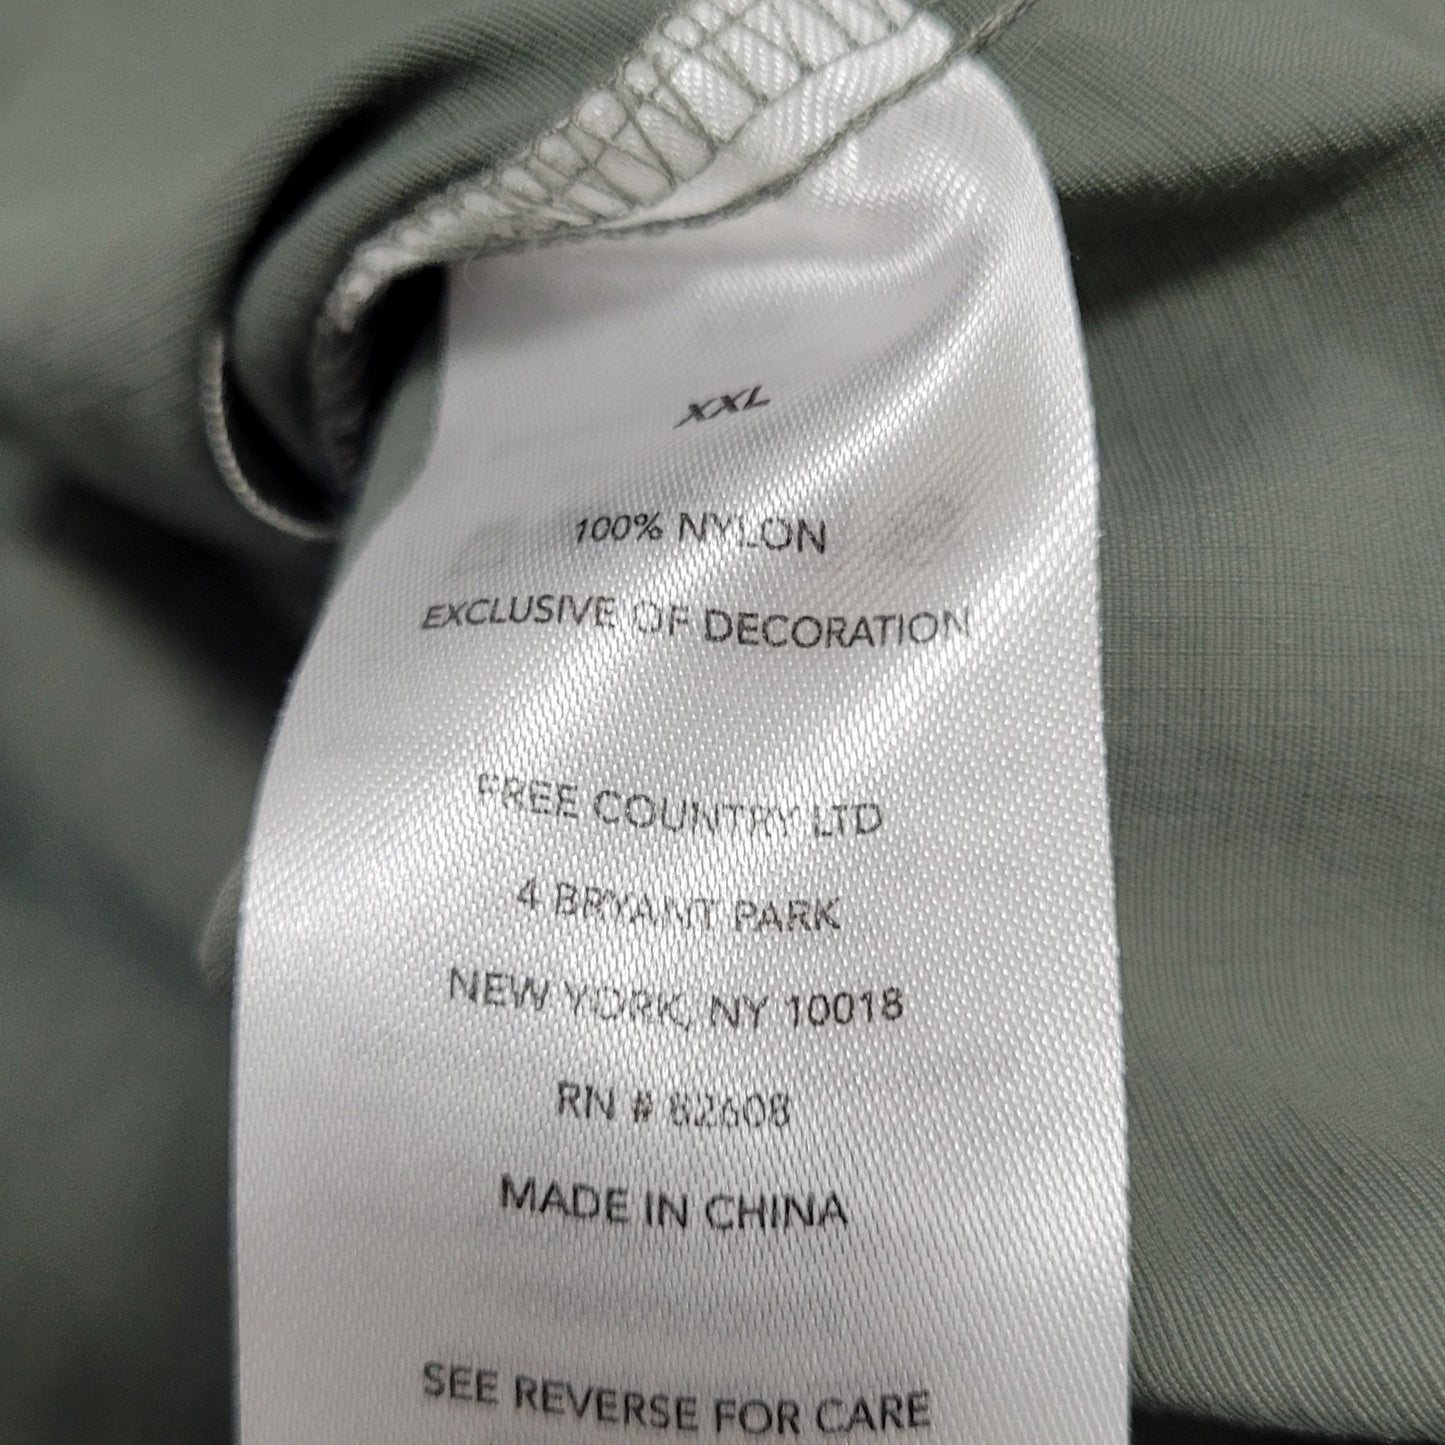 XXL
100% NYLON
EXCLUSIVE OF DECORATION
FREE COUNTRY LTD
4 BRYANT PARK
NEW YORK, NY 10018
RN # 82608
MADE IN CHINA
SEE REVERSE FOR CARE